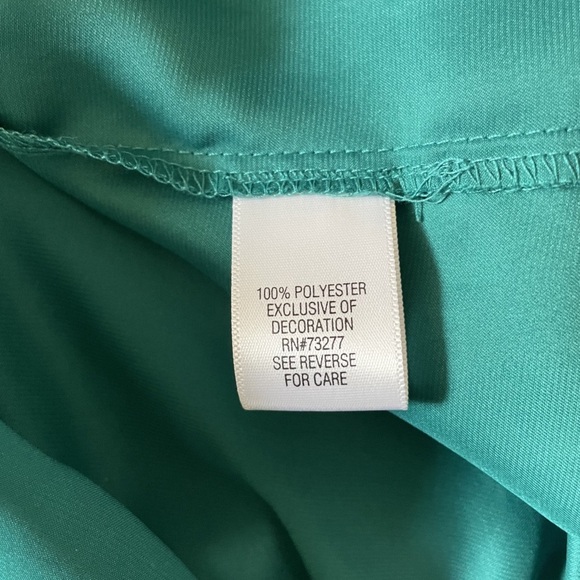 100% POLYESTER
EXCLUSIVE OF
DECORATION
RN#73277
SEE REVERSE
FOR CARE